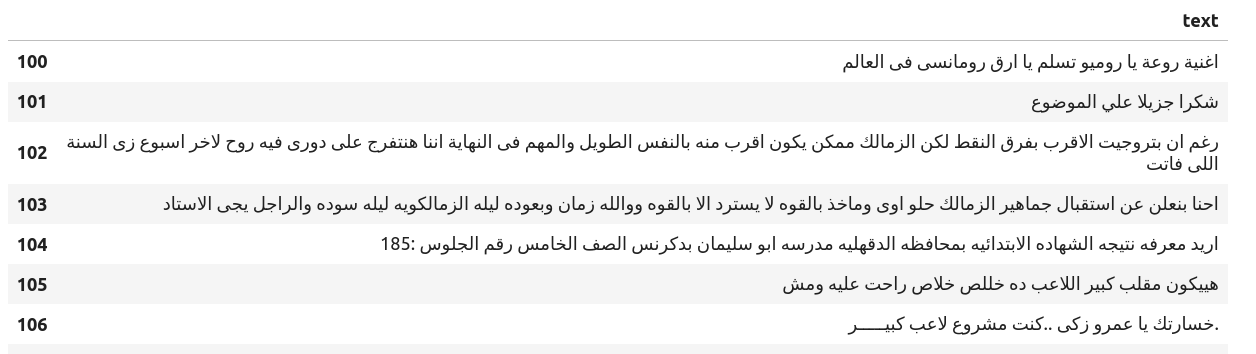 text
100 اغنية روعة يا روميو تسلم يا ارق رومانسى فى العالم
101 شكرا جزيلا علي الموضوع
102 رغم ان بتروجيت الاقرب بفرق النقط لكن الزمالك ممكن يكون اقرب منه بالنفس الطويل والمهم فى النهاية اننا هنتفرج على دورى فيه روح لاخر اسبوع زى السنة
اللى فاتت
103 احنا بنعلن عن استقبال جماهير الزمالك حلو اوى وماخذ بالقوه لا يسترد الا بالقوه ووالله زمان وبعوده ليله الزمالكويه ليله سوده والراجل يجى الاستاد
104 اريد معرفه نتيجه الشهاده الابتدائيه بمحافظه الدقهليه مدرسه ابو سليمان بدكرنس الصف الخامس رقم الجلوس :185
105 هييكون مقلب كبير اللاعب ده خللص خلاص راحت عليه ومش
106 .خسارتك يا عمرو زكى ..كنت مشروع لاعب كبيـــــر